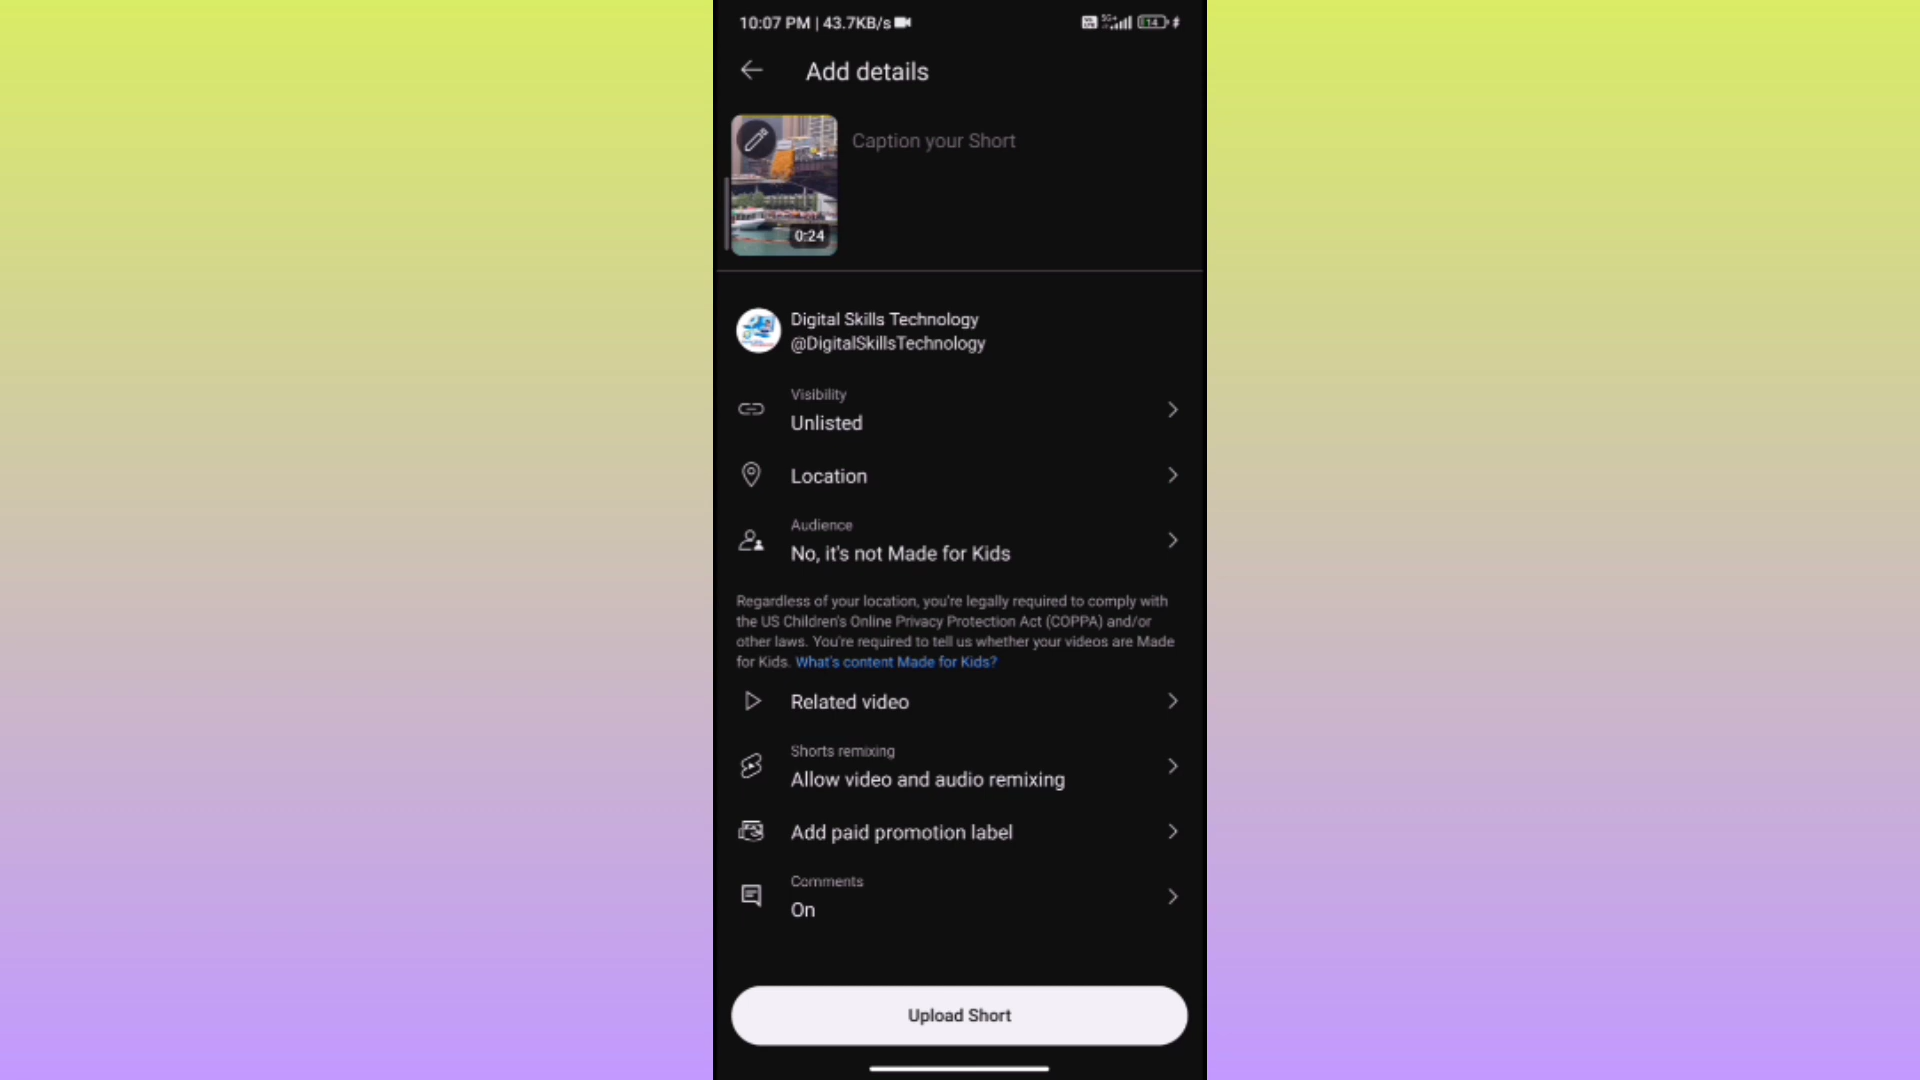 10:07 PM | 43.7KB/s
14
Add details
Caption your Short
0:24
Digital Skills Technology
@DigitalSkillsTechnology
Visibility
Unlisted
Location
Audience
No, it's not Made for Kids
Regardless of your location, you're legally required to comply with
the US Children's Online Privacy Protection Act (COPPA) and/or
other laws. You're required to tell us whether your videos are Made
for Kids. What's content Made for Kids?
Related video
Shorts remixing
Allow video and audio remixing
Add paid promotion label
Comments
On
Upload Short